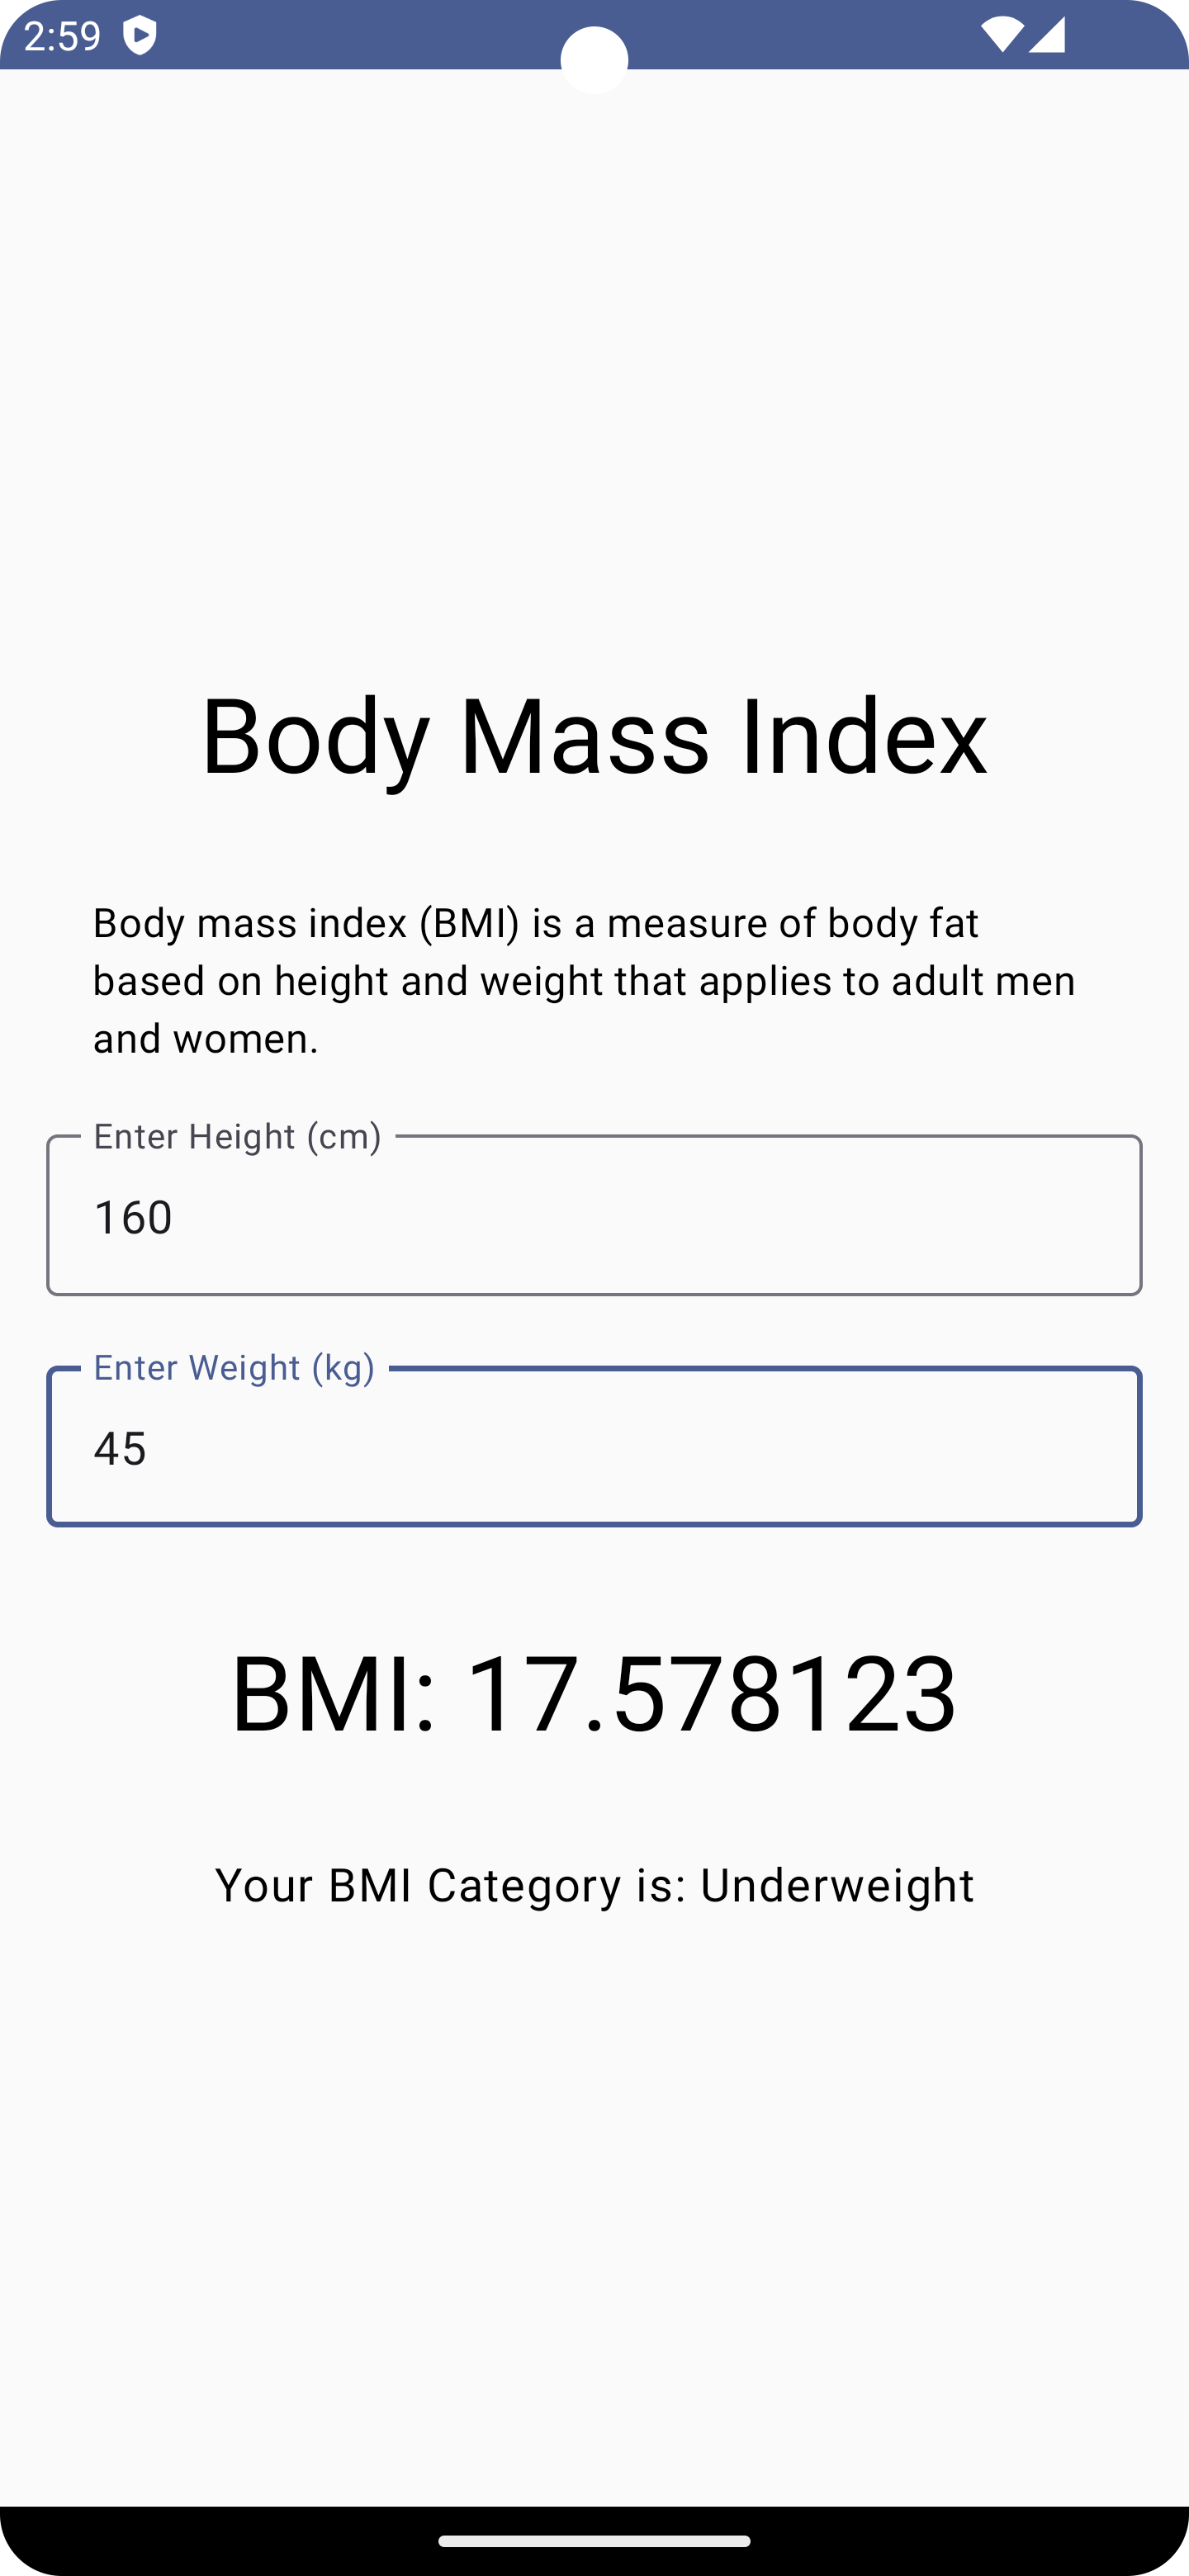 2:59
Body Mass Index
Body mass index (BMI) is a measure of body fat
based on height and weight that applies to adult men
and women.
Enter Height (cm)
160
Enter Weight (kg)
45
BMI: 17.578123
Your BMI Category is: Underweight